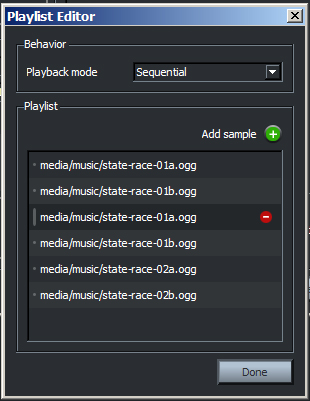 Playlist Editor
Behavior
Playback mode
Sequential
Playlist
Add sample
media/music/state-race-01a.ogg
media/music/state-race-01b.ogg
media/music/state-race-01a.ogg
media/music/state-race-01b.ogg
media/music/state-race-02a.ogg
media/music/state-race-02b.ogg
Done